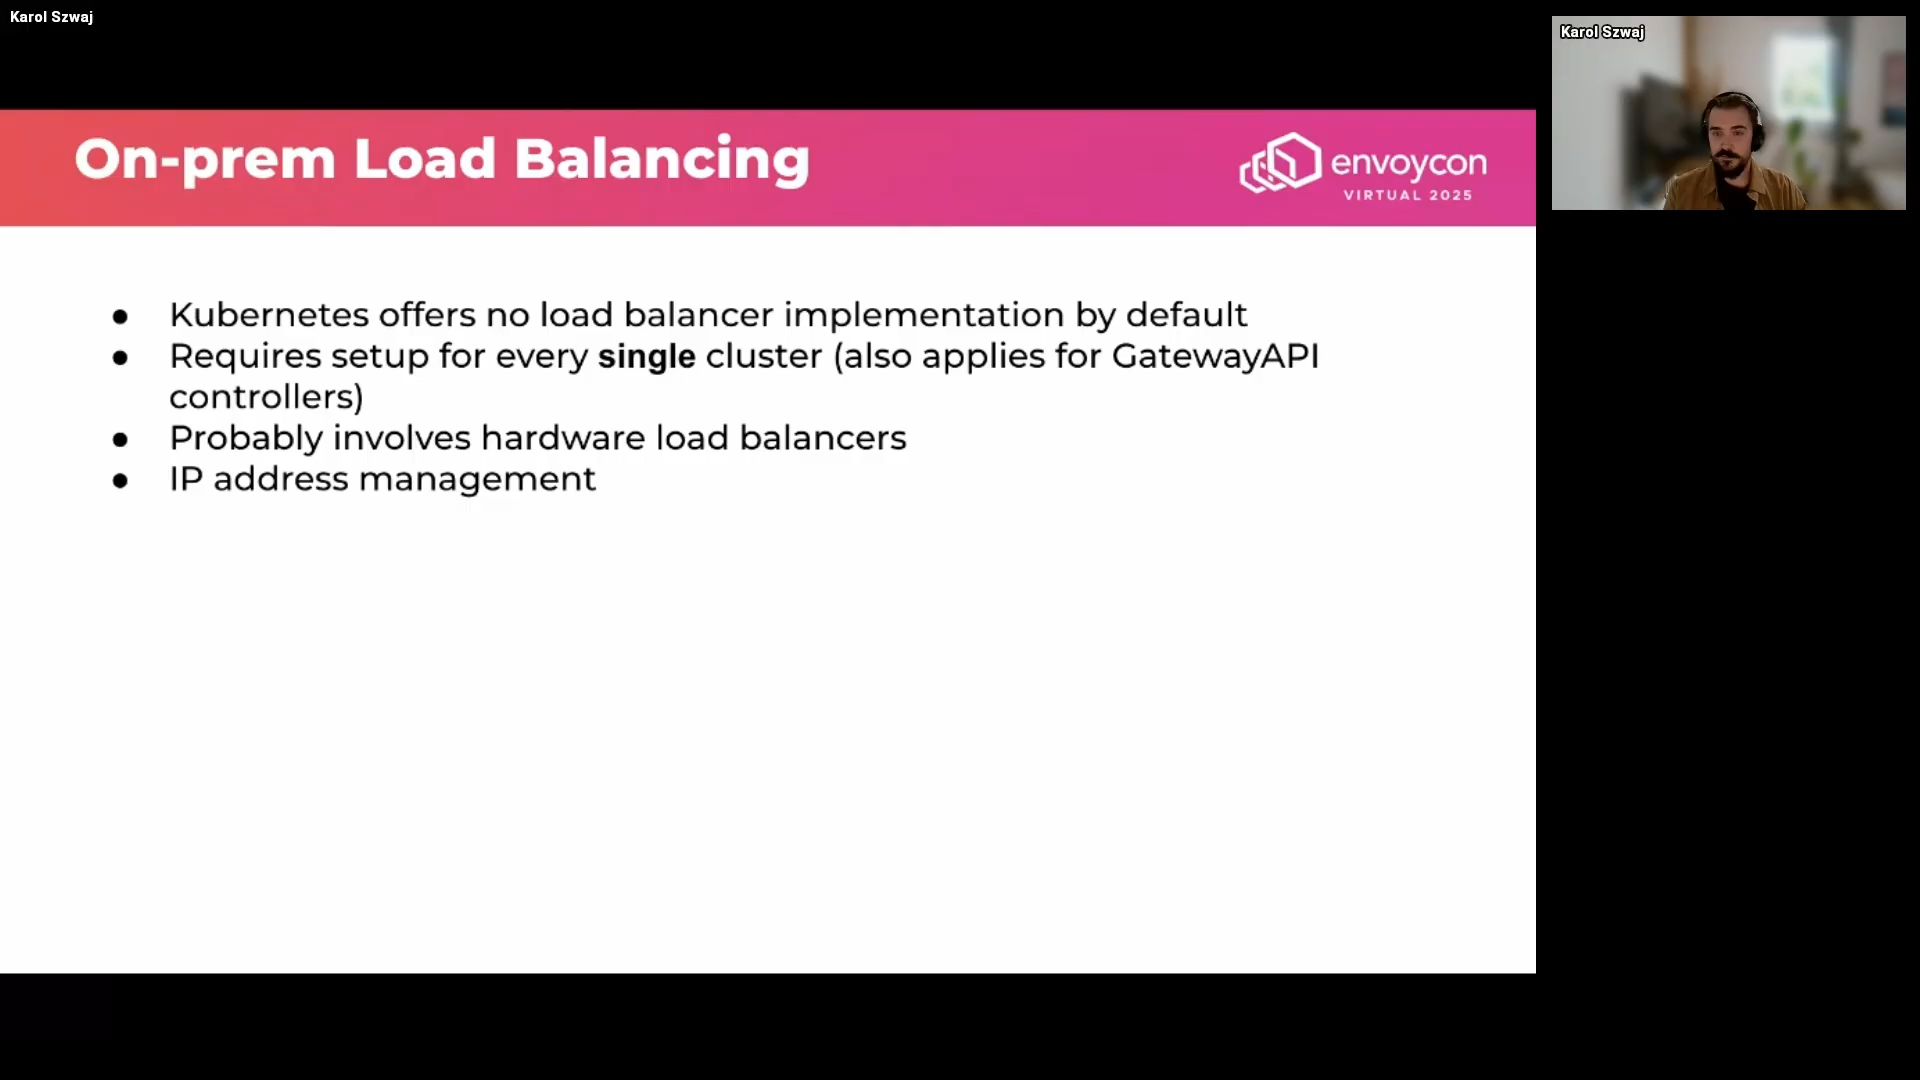 Karol Szwaj
Karol Szwaj
On-prem Load Balancing
envoycon
VIRTUAL 2025
● Kubernetes offers no load balancer implementation by default
● Requires setup for every single cluster (also applies for GatewayAPI
controllers)
● Probably involves hardware load balancers
● IP address management